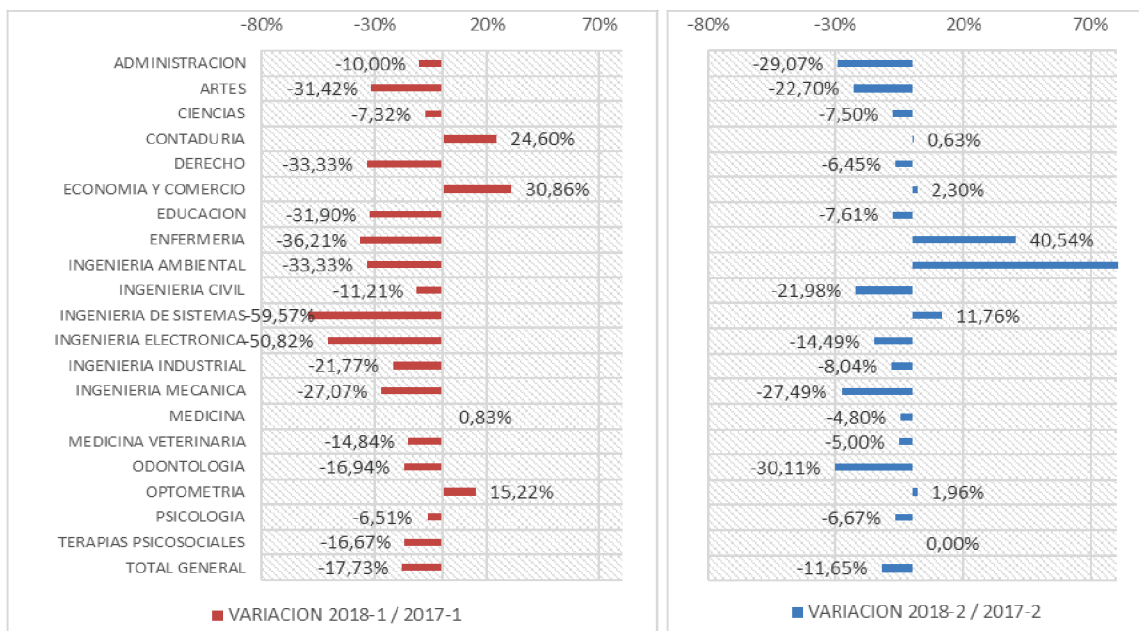 -80% -30% 20% 70% -80% -30% 20% 70%
ADMINISTRACION -10,00% -29,07%
ARTES -31,42% -22,70%
CIENCIAS -7,32% -7,50%
CONTADURIA 24,60% 0,63%
DERECHO -33,33% -6,45%
ECONOMIA Y COMERCIO 30,86% 2,30%
EDUCACION -31,90% -7,61%
ENFERMERIA -36,21% 40,54%
INGENIERIA AMBIENTAL -33,33%
INGENIERIA CIVIL -11,21% -21,98%
INGENIERIA DE SISTEMAS -59,57% 11,76%
INGENIERIA ELECTRONICA -50,82% -14,49%
INGENIERIA INDUSTRIAL -21,77% -8,04%
INGENIERIA MECANICA -27,07% -27,49%
MEDICINA 0,83% -4,80%
MEDICINA VETERINARIA -14,84% -5,00%
ODONTOLOGIA -16,94% -30,11%
OPTOMETRIA 15,22% 1,96%
PSICOLOGIA -6,51% -6,67%
TERAPIAS PSICOSOCIALES -16,67% 0,00%
TOTAL GENERAL -17,73% -11,65%
VARIACION 2018-1 / 2017-1 VARIACION 2018-2 / 2017-2